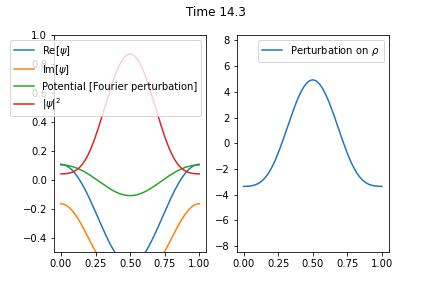 Time 14.3
1.0
0.8
0.6
0.4
0.2
0.0
−0.2
−0.4
Re[ψ]
Im[ψ]
Potential [Fourier perturbation]
|ψ|²
0.00 0.25 0.50 0.75 1.00
8
6
4
2
0
−2
−4
−6
−8
Perturbation on ρ
0.00 0.25 0.50 0.75 1.00